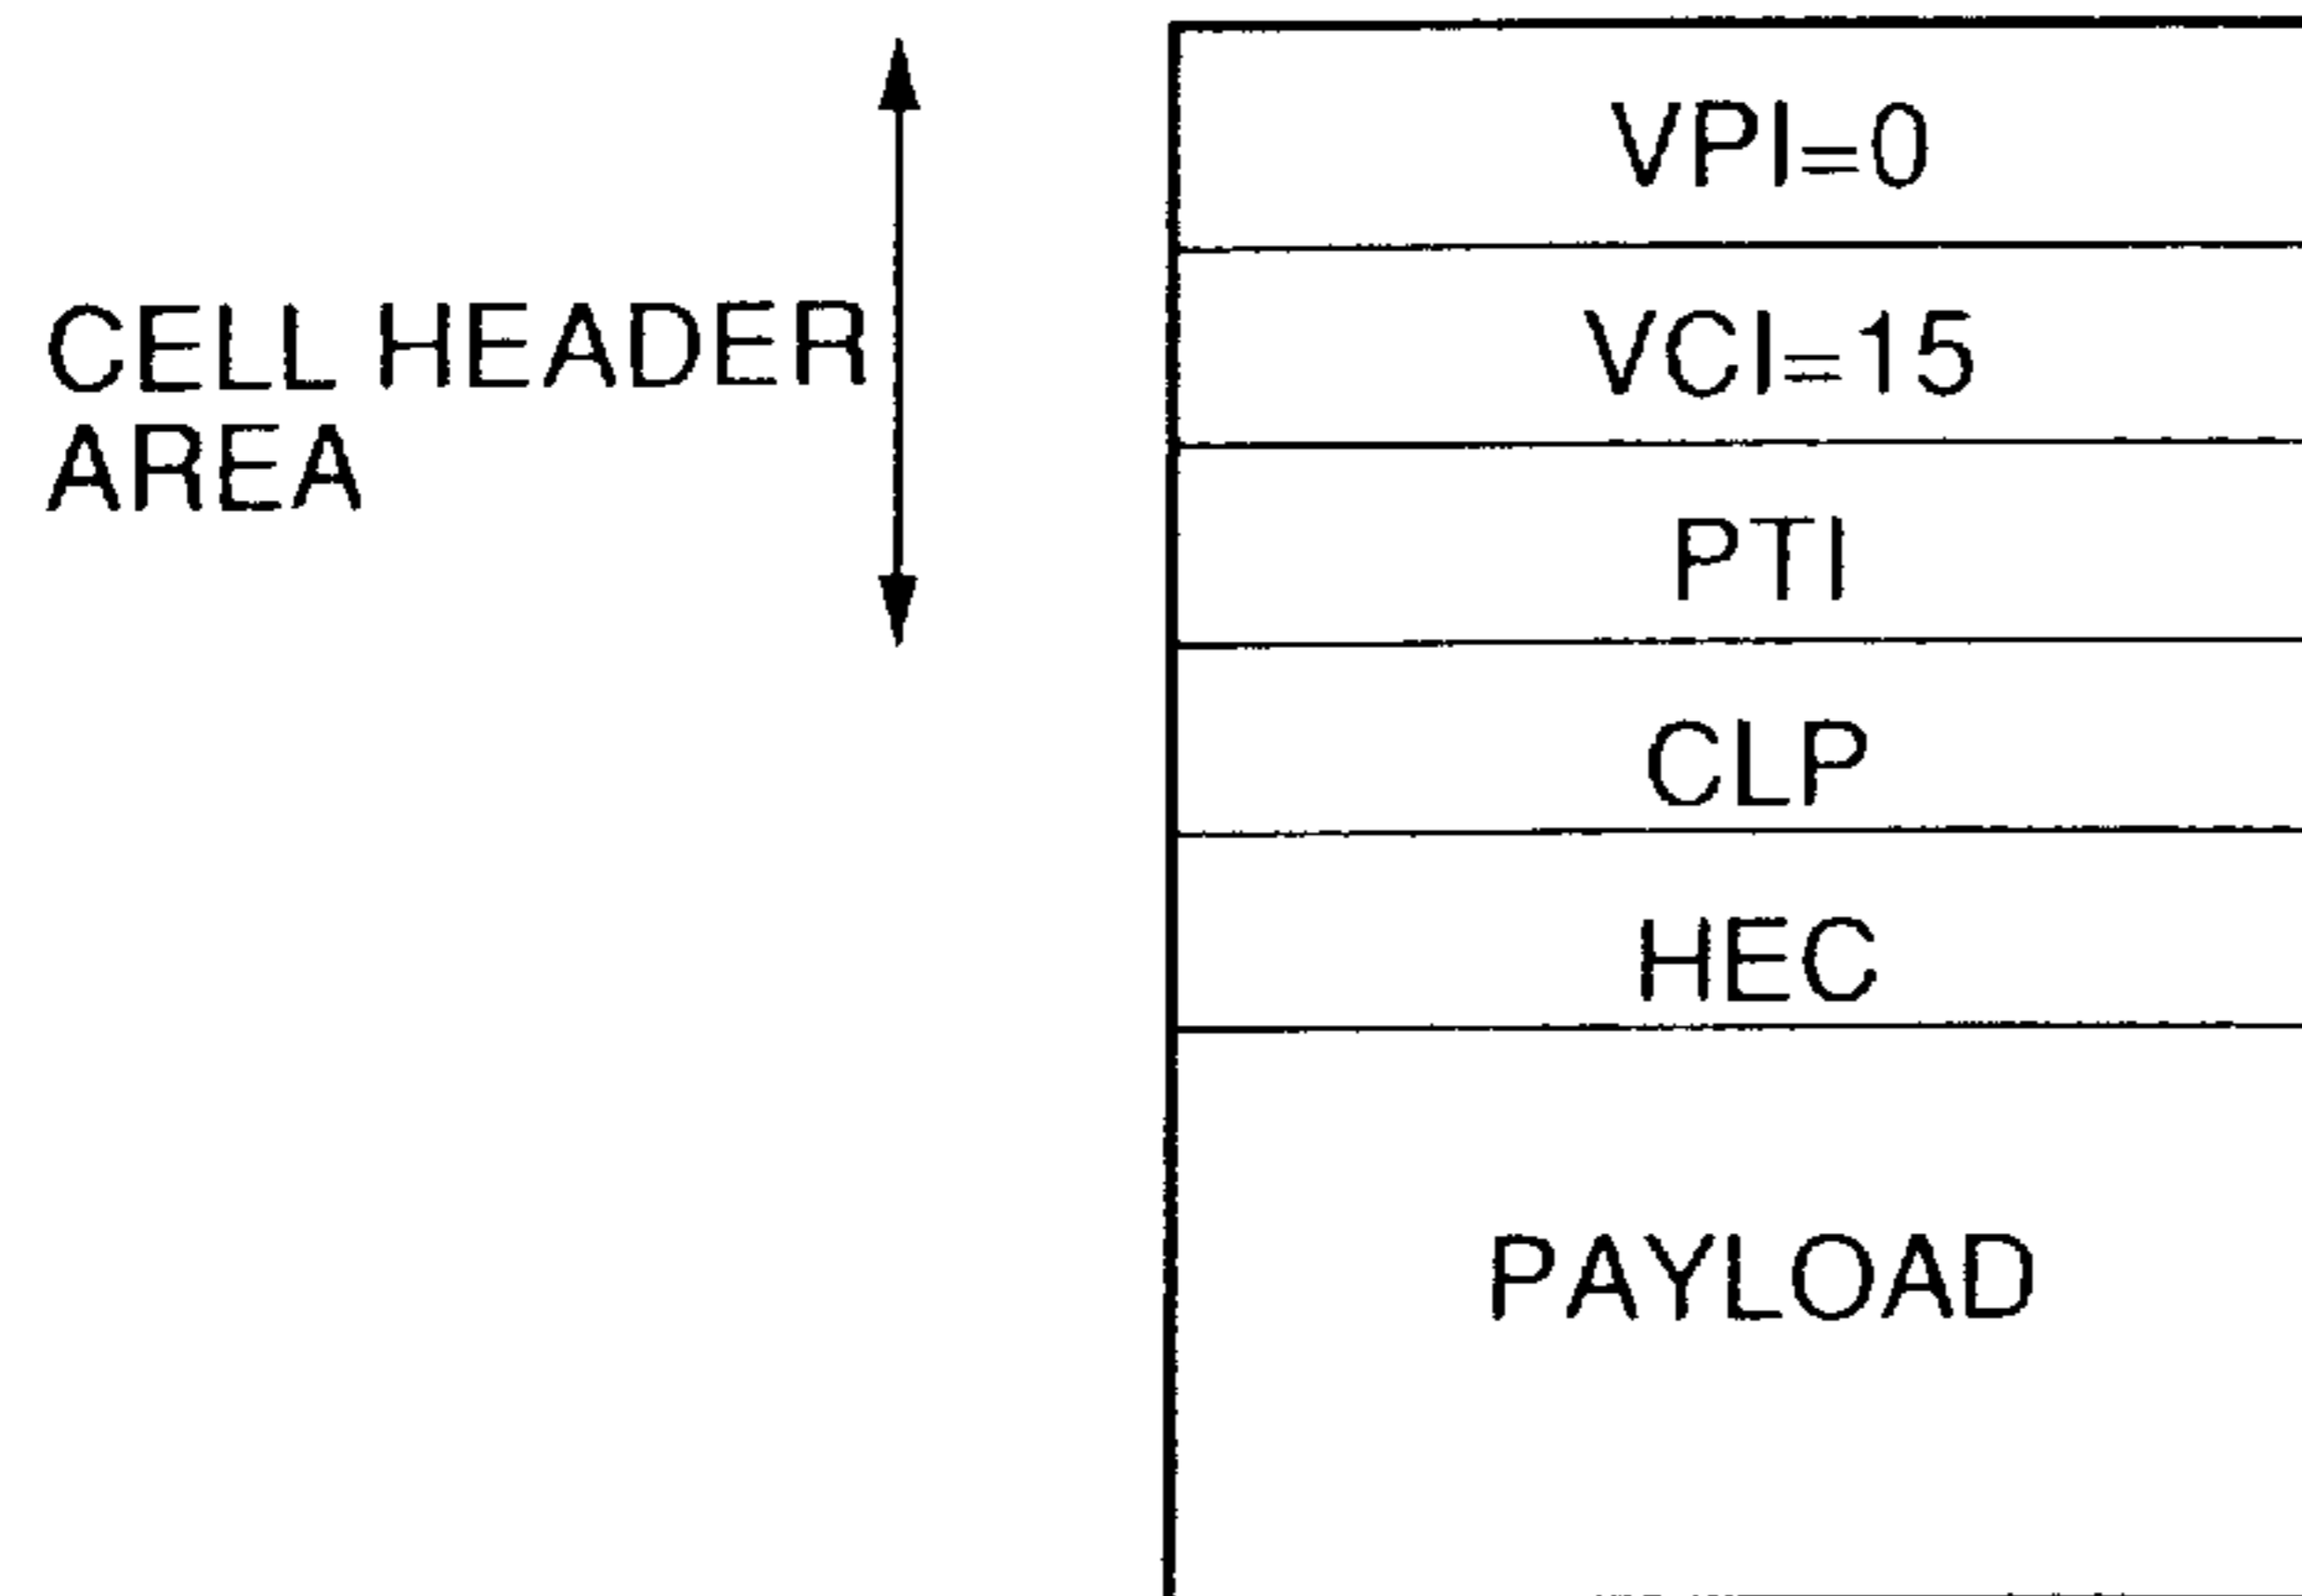 CELL HEADER
AREA
VPI=0
VCI=15
PTI
CLP
HEC
PAYLOAD